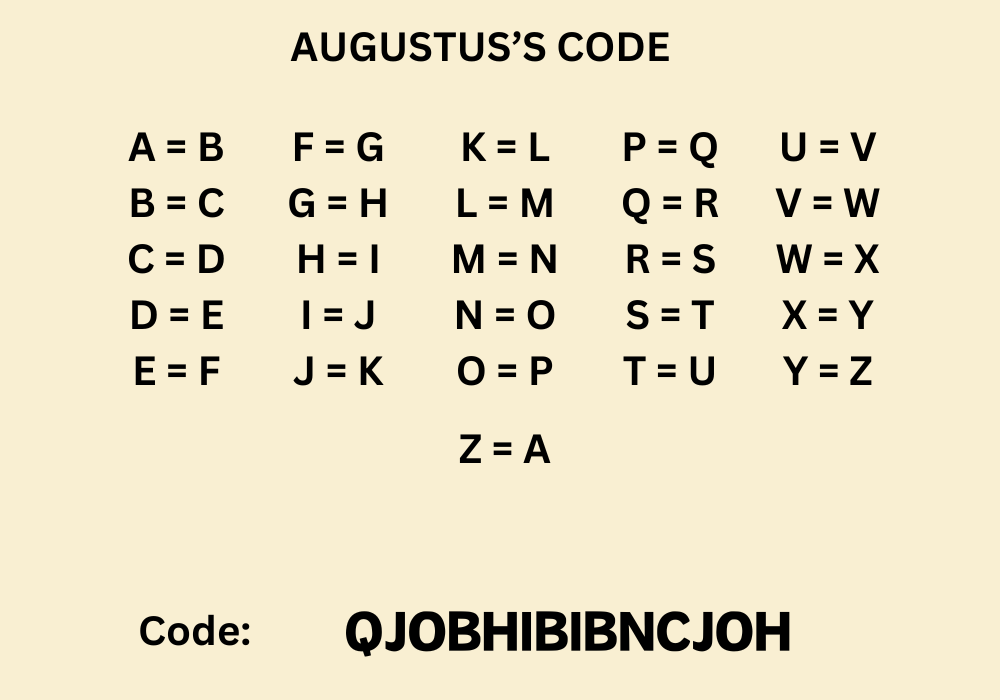 AUGUSTUS’S CODE
A = B F = G K = L P = Q U = V
B = C G = H L = M Q = R V = W
C = D H = I M = N R = S W = X
D = E I = J N = O S = T X = Y
E = F J = K O = P T = U Y = Z
Z = A
Code: QJOBHIBIBNCJOH